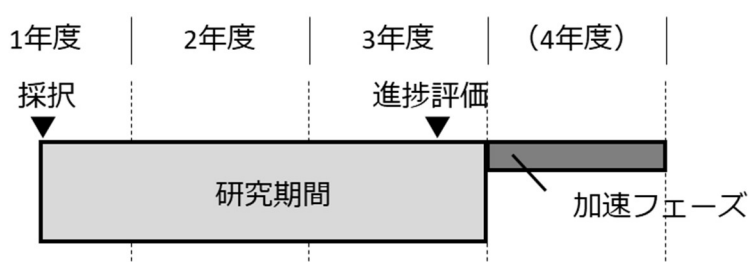 1年度
2年度
3年度
（4年度）
採択
進捗評価
研究期間
加速フェーズ